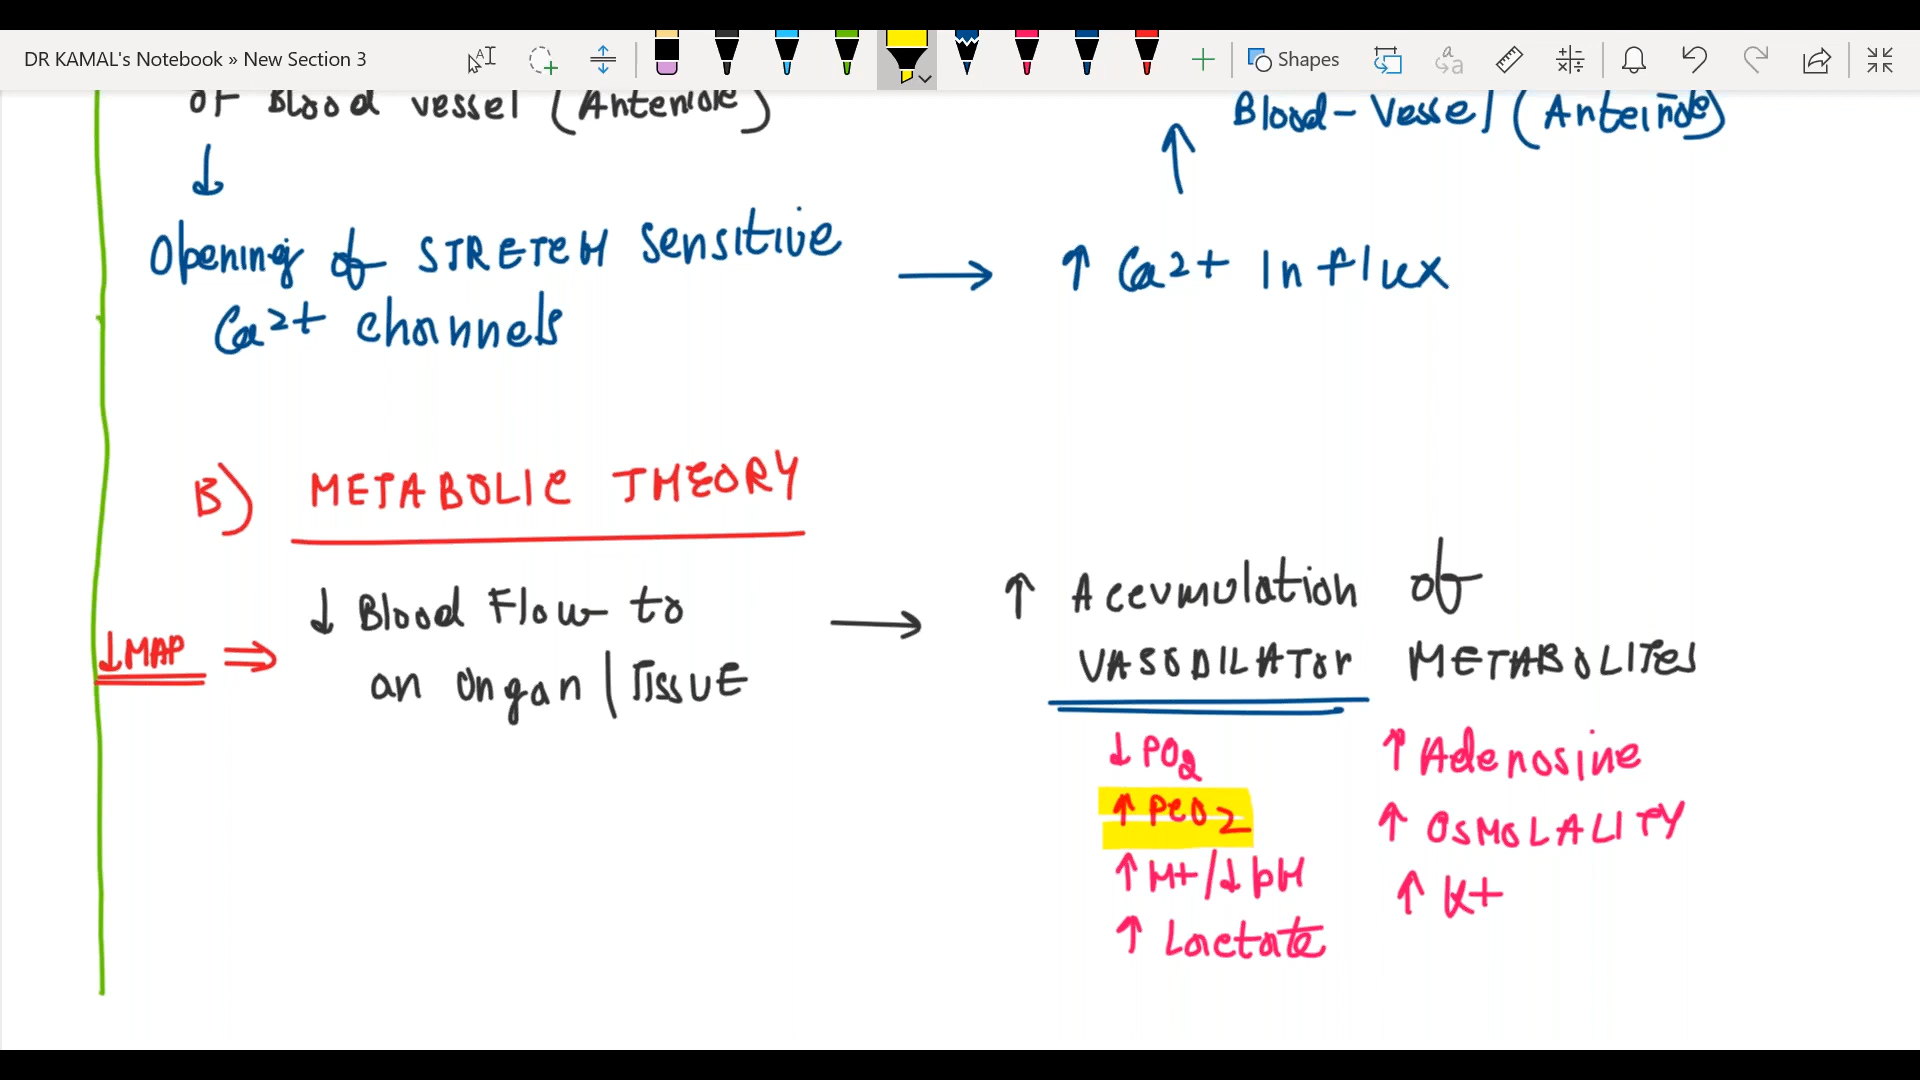 DR KAMAL's Notebook » New Section 3
Shapes
of Blood vessel (Arteriole)
Blood-Vessel (Arteriole)
↓
↑
Opening of STRETCH Sensitive
Ca2+ channels
→ ↑ Ca2+ Influx
B) METABOLIC THEORY
↓MAP ⇒
↓ Blood Flow to
an organ / TissUE
→
↑ Accumulation of
VASODILATOR METABOLITES
↓ PO2
↑ PCO2
↑ H+/↓pH
↑ Lactate
↑ Adenosine
↑ OSMOLALITY
↑ K+